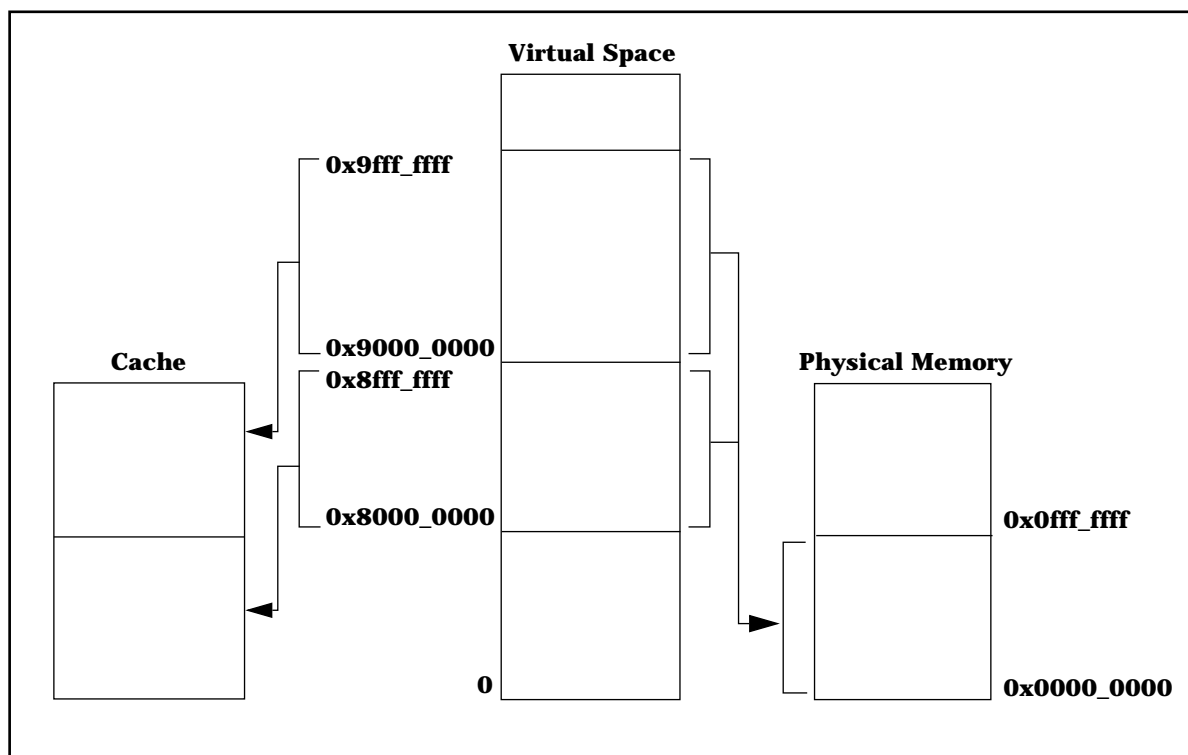 Virtual Space
0x9fff_ffff
0x9000_0000
Cache
0x8fff_ffff
Physical Memory
0x8000_0000
0x0fff_ffff
0
0x0000_0000